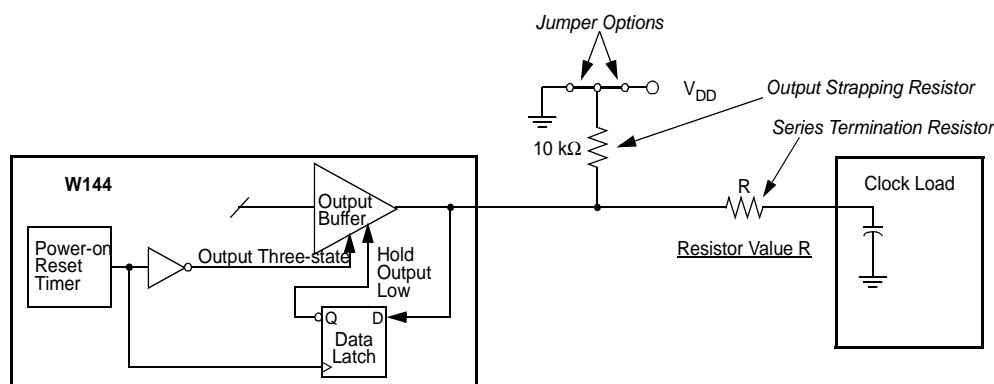 Jumper Options
V_DD
Output Strapping Resistor
Series Termination Resistor
10 kΩ
W144
Output
Buffer
R
Clock Load
Power-on
Reset
Timer
Output Three-state
Hold
Output
Low
Resistor Value R
Q
D
Data
Latch